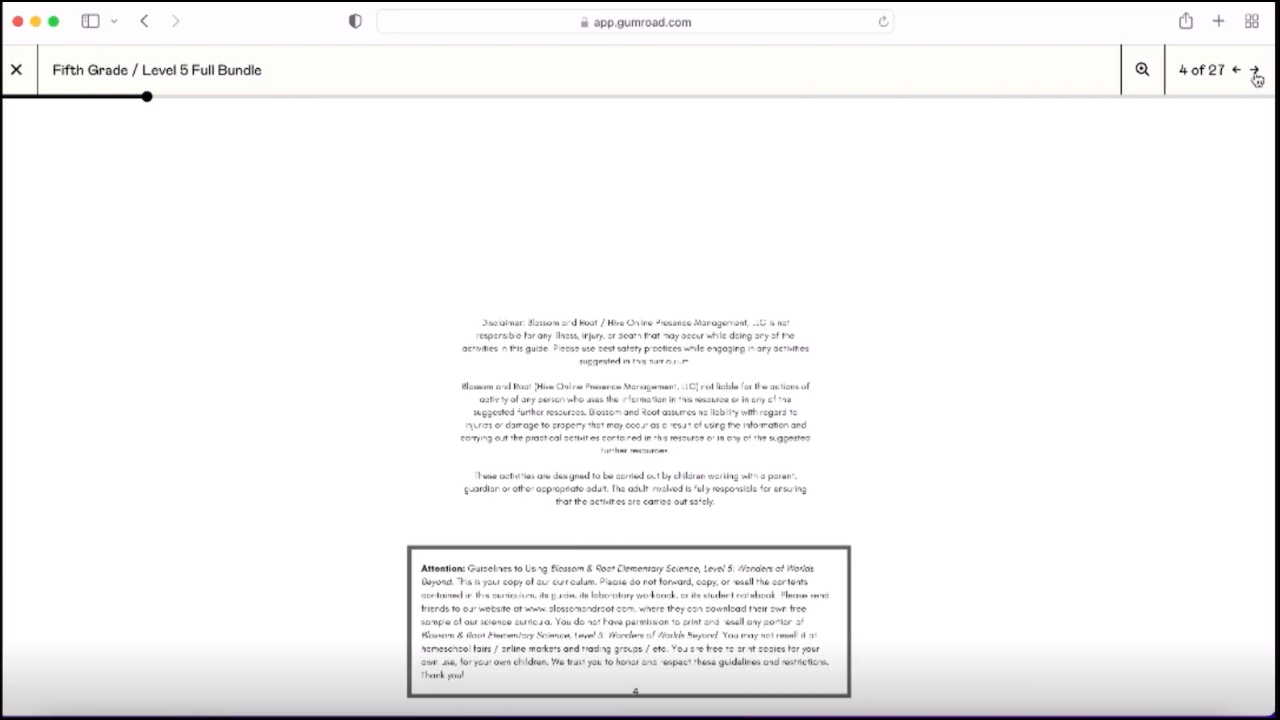 app.gumroad.com
Fifth Grade / Level 5 Full Bundle
4 of 27
Disclaimer: Blossom and Root / Hive Online Presence Management, LLC is not
responsible for any illness, injury, or death that may occur while doing any of the
activities in this guide. Please use best safety practices while engaging in any activities
suggested in this curriculum.
Blossom and Root (Hive Online Presence Management, LLC) not liable for the actions of
activity of any person who uses the information in this resource or in any of the
suggested further resources. Blossom and Root assumes no liability with regard to
injuries or damage to property that may occur as a result of using the information and
carrying out the practical activities contained in this resource or in any of the suggested
further resources.
These activities are designed to be carried out by children working with a parent,
guardian or other appropriate adult. The adult involved is fully responsible for ensuring
that the activities are carried out safely.
Attention: Guidelines to Using Blossom & Root Elementary Science, Level 5: Wonders of Worlds
Beyond. This is your copy of our curriculum. Please do not forward, copy, or resell the contents
contained in this curriculum, its guide, its laboratory workbook, or its student notebook. Please send
friends to our website at www.blossomandroot.com, where they can download their own free
sample of our science curricula. You do not have permission to print and resell any portion of
Blossom & Root Elementary Science, Level 5: Wonders of Worlds Beyond. You may not resell it at
homeschool fairs / online markets and trading groups / etc. You are free to print copies for your
own use, for your own children. We trust you to honor and respect these guidelines and restrictions.
Thank you!
4